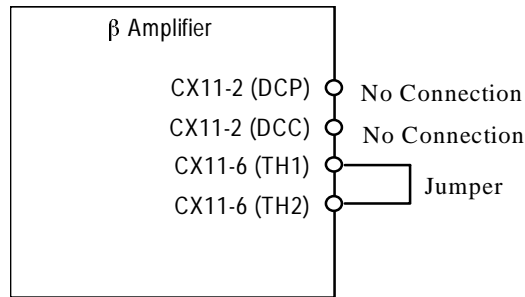 β Amplifier
CX11-2 (DCP) No Connection
CX11-2 (DCC) No Connection
CX11-6 (TH1)
Jumper
CX11-6 (TH2)